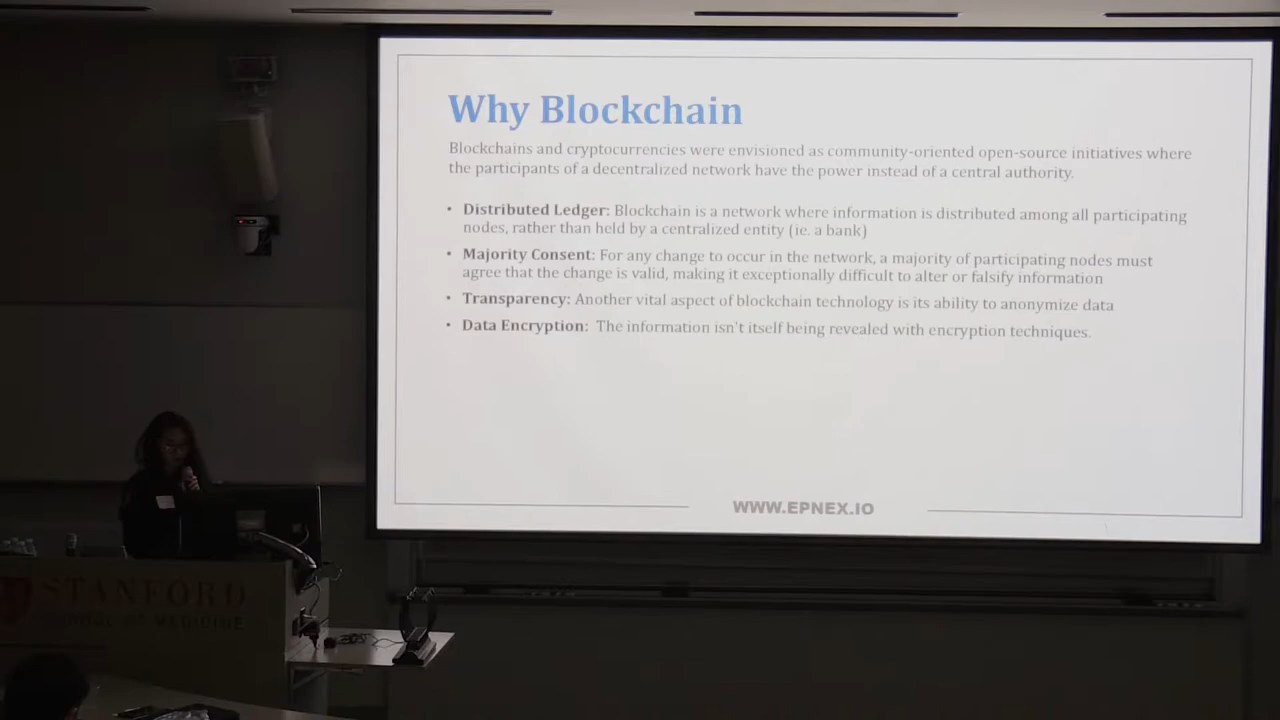 Why Blockchain
Blockchains and cryptocurrencies were envisioned as community-oriented open-source initiatives where
the participants of a decentralized network have the power instead of a central authority.
• Distributed Ledger: Blockchain is a network where information is distributed among all participating
nodes, rather than held by a centralized entity (ie. a bank)
• Majority Consent: For any change to occur in the network, a majority of participating nodes must
agree that the change is valid, making it exceptionally difficult to alter or falsify information
• Transparency: Another vital aspect of blockchain technology is its ability to anonymize data
• Data Encryption: The information isn't itself being revealed with encryption techniques.
WWW.EPNEX.IO
STANFORD
SCHOOL OF MEDICINE